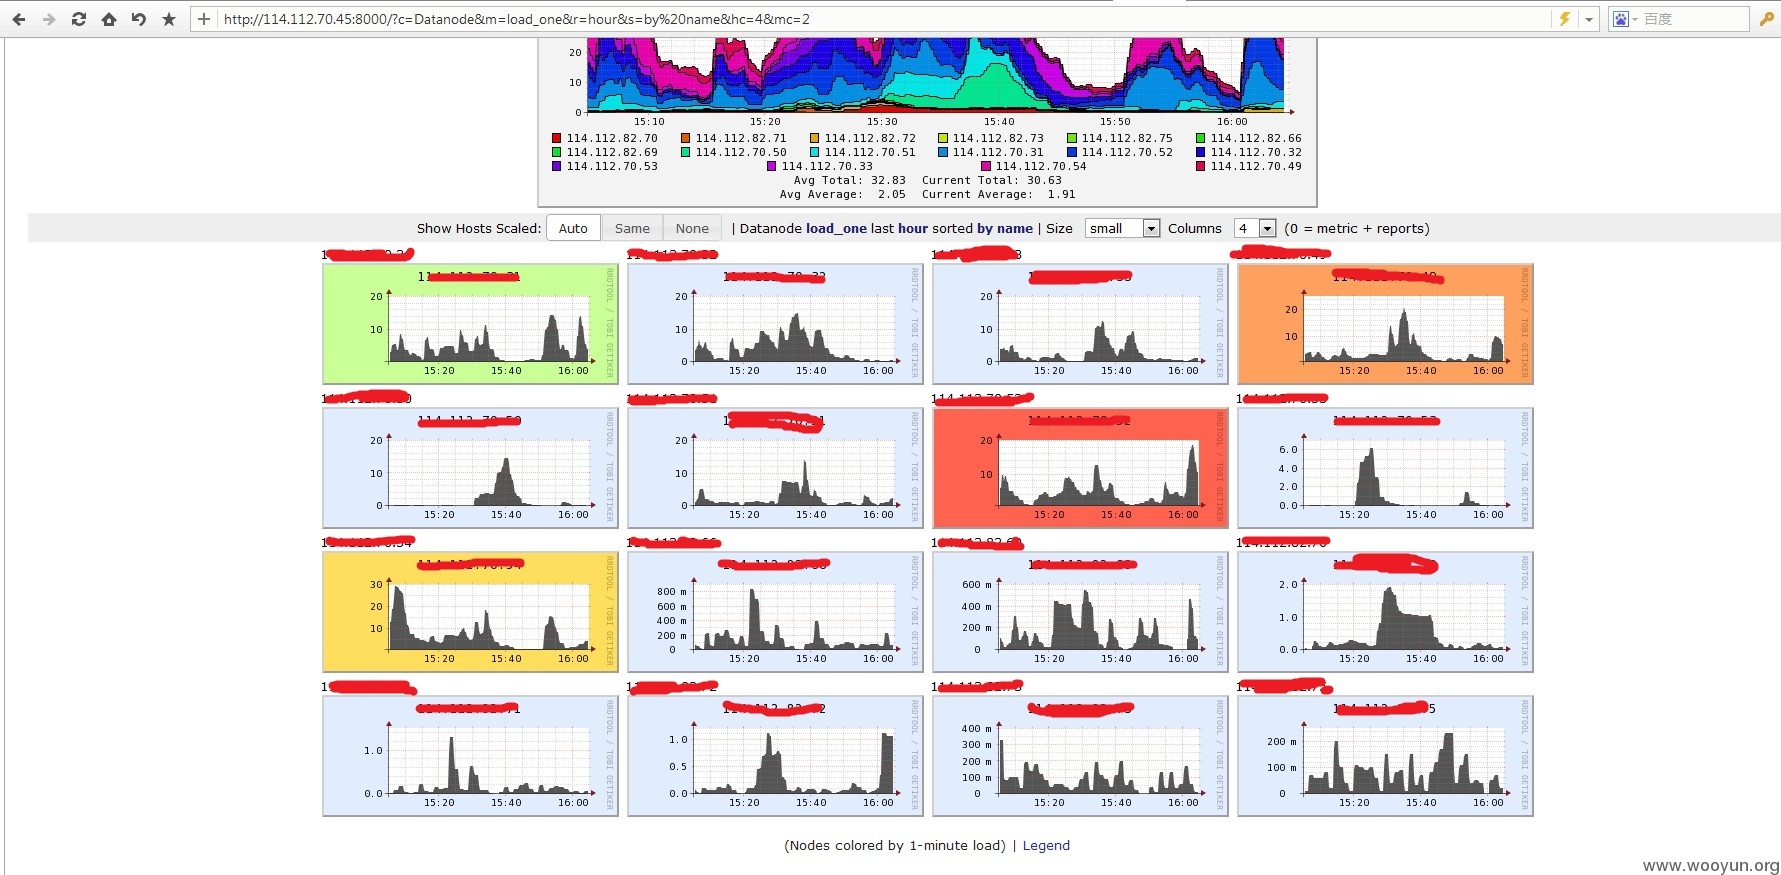 http://114.112.70.45:8000/?c=Datanode&m=load_one&r=hour&s=by%20name&hc=4&mc=2
百度
20
10
0
15:10 15:20 15:30 15:40 15:50 16:00
114.112.82.70 114.112.82.71 114.112.82.72 114.112.82.73 114.112.82.75 114.112.82.66
114.112.82.69 114.112.70.50 114.112.70.51 114.112.70.31 114.112.70.52 114.112.70.32
114.112.70.53 114.112.70.33 114.112.70.54 114.112.70.49
Avg Total: 32.83 Current Total: 30.63
Avg Average: 2.05 Current Average: 1.91
Show Hosts Scaled: Auto Same None | Datanode load_one last hour sorted by name | Size small Columns 4 (0 = metric + reports)
RRDTOOL / TOBI OETIKER
20
10
0
15:20 15:40 16:00
RRDTOOL / TOBI OETIKER
20
10
0
15:20 15:40 16:00
RRDTOOL / TOBI OETIKER
20
10
0
15:20 15:40 16:00
RRDTOOL / TOBI OETIKER
20
10
15:20 15:40 16:00
RRDTOOL / TOBI OETIKER
20
10
0
15:20 15:40 16:00
RRDTOOL / TOBI OETIKER
20
10
0
15:20 15:40 16:00
RRDTOOL / TOBI OETIKER
20
10
15:20 15:40 16:00
RRDTOOL / TOBI OETIKER
6.0
4.0
2.0
0.0
15:20 15:40 16:00
RRDTOOL / TOBI OETIKER
30
20
10
15:20 15:40 16:00
RRDTOOL / TOBI OETIKER
800 m
600 m
400 m
200 m
0
15:20 15:40 16:00
RRDTOOL / TOBI OETIKER
600 m
400 m
200 m
0
15:20 15:40 16:00
RRDTOOL / TOBI OETIKER
2.0
1.0
0.0
15:20 15:40 16:00
RRDTOOL / TOBI OETIKER
1.0
0.0
15:20 15:40 16:00
RRDTOOL / TOBI OETIKER
1.0
0.5
0.0
15:20 15:40 16:00
RRDTOOL / TOBI OETIKER
400 m
300 m
200 m
100 m
0
15:20 15:40 16:00
RRDTOOL / TOBI OETIKER
200 m
100 m
0
15:20 15:40 16:00
(Nodes colored by 1-minute load) | Legend
www.wooyun.org